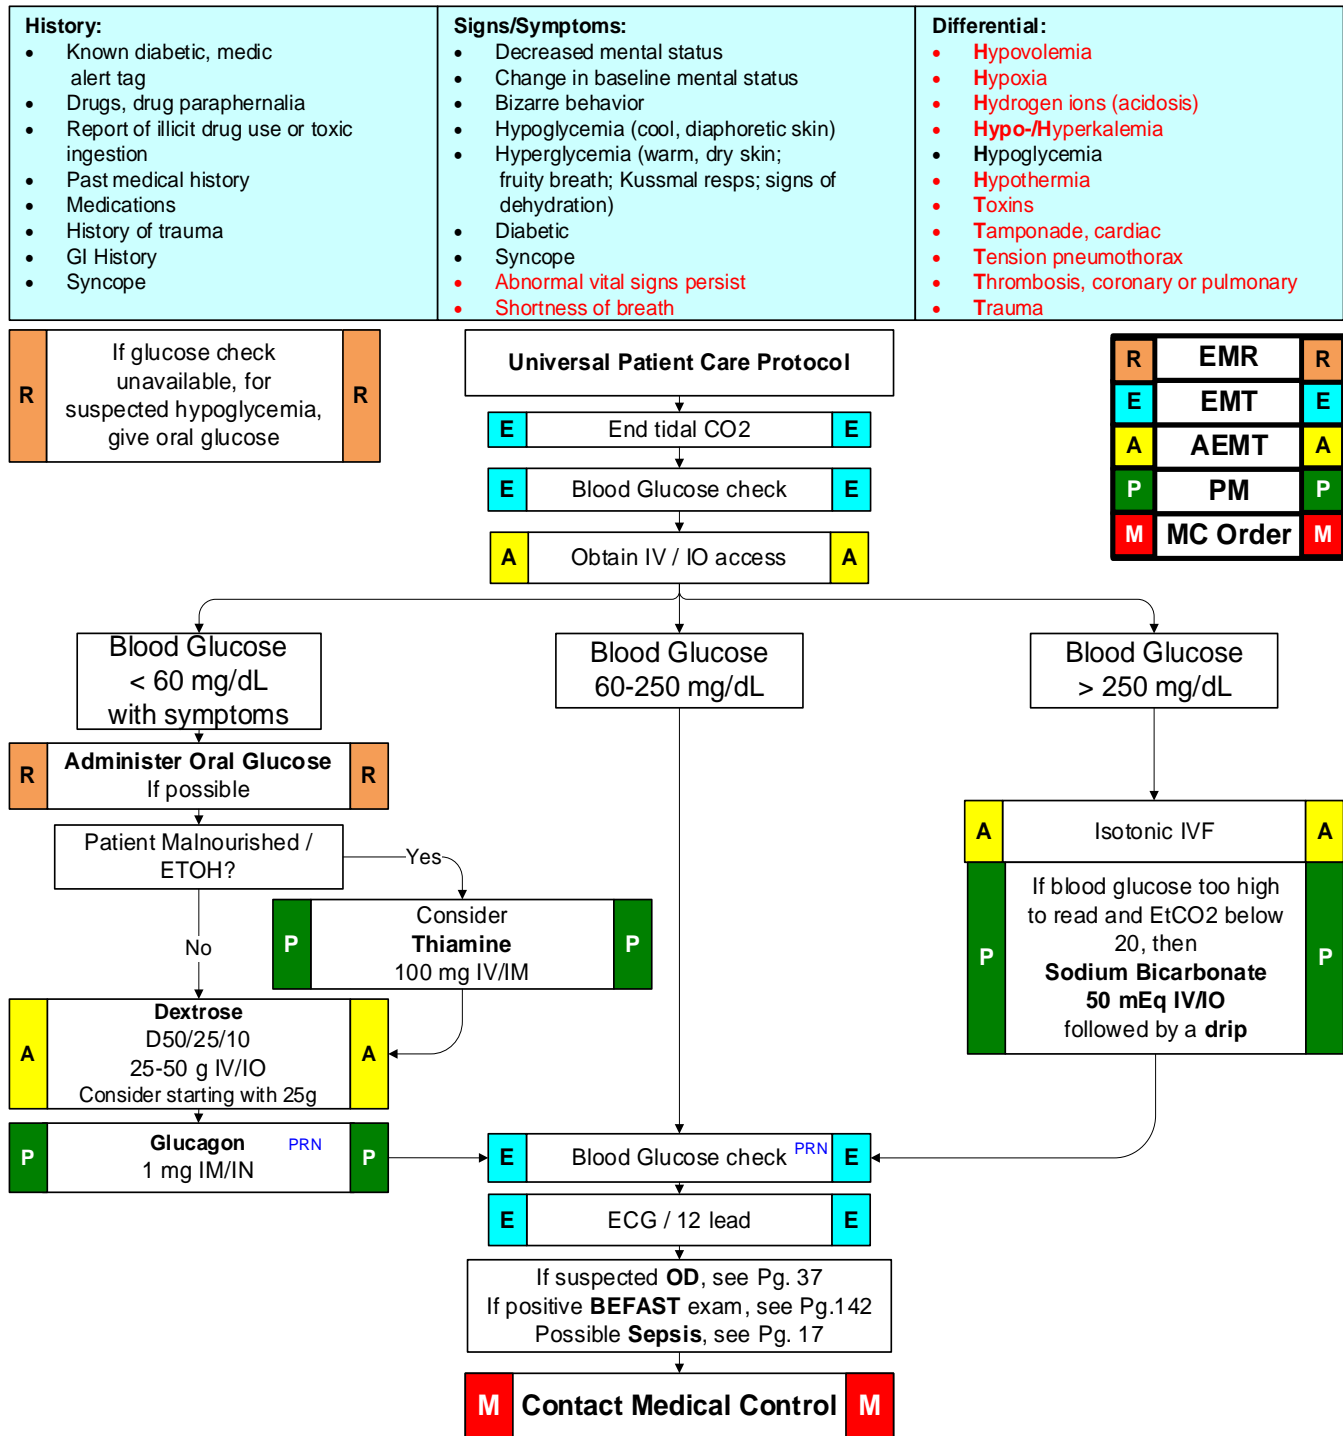 History:
• Known diabetic, medic
alert tag
• Drugs, drug paraphernalia
• Report of illicit drug use or toxic
ingestion
• Past medical history
• Medications
• History of trauma
• GI History
• Syncope
Signs/Symptoms:
• Decreased mental status
• Change in baseline mental status
• Bizarre behavior
• Hypoglycemia (cool, diaphoretic skin)
• Hyperglycemia (warm, dry skin;
fruity breath; Kussmal resps; signs of
dehydration)
• Diabetic
• Syncope
• Abnormal vital signs persist
• Shortness of breath
Differential:
• Hypovolemia
• Hypoxia
• Hydrogen ions (acidosis)
• Hypo-/Hyperkalemia
• Hypoglycemia
• Hypothermia
• Toxins
• Tamponade, cardiac
• Tension pneumothorax
• Thrombosis, coronary or pulmonary
• Trauma
R If glucose check R
unavailable, for
suspected hypoglycemia,
give oral glucose
Universal Patient Care Protocol
E End tidal CO2 E
E Blood Glucose check E
A Obtain IV / IO access A
R EMR R
E EMT E
A AEMT A
P PM P
M MC Order M
Blood Glucose
< 60 mg/dL
with symptoms
Blood Glucose
60-250 mg/dL
Blood Glucose
> 250 mg/dL
R Administer Oral Glucose R
If possible
Patient Malnourished /
ETOH?
Yes
No
P Consider P
Thiamine
100 mg IV/IM
A Dextrose A
D50/25/10
25-50 g IV/IO
Consider starting with 25g
P Glucagon PRN P
1 mg IM/IN
A Isotonic IVF A
P If blood glucose too high P
to read and EtCO2 below
20, then
Sodium Bicarbonate
50 mEq IV/IO
followed by a drip
E Blood Glucose check PRN E
E ECG / 12 lead E
If suspected OD, see Pg. 37
If positive BEFAST exam, see Pg.142
Possible Sepsis, see Pg. 17
M Contact Medical Control M